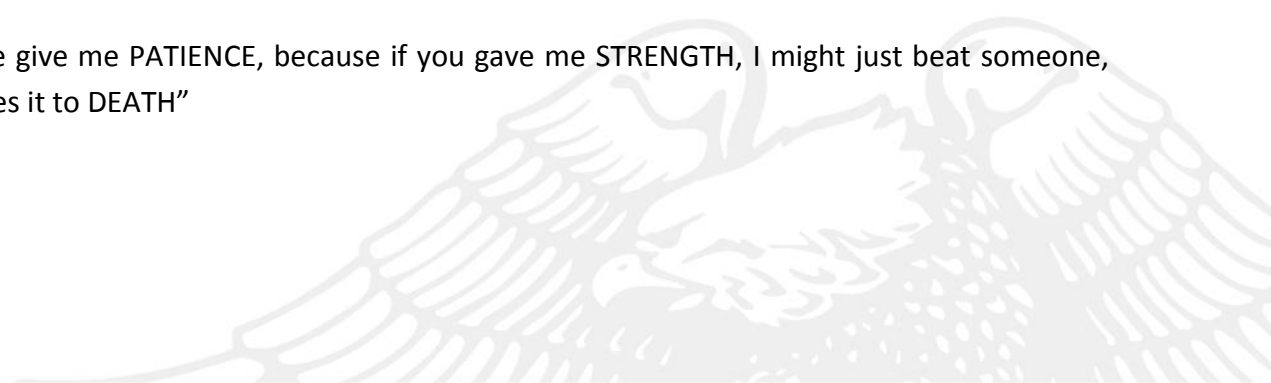 e give me PATIENCE, because if you gave me STRENGTH, I might just beat someone,
es it to DEATH”